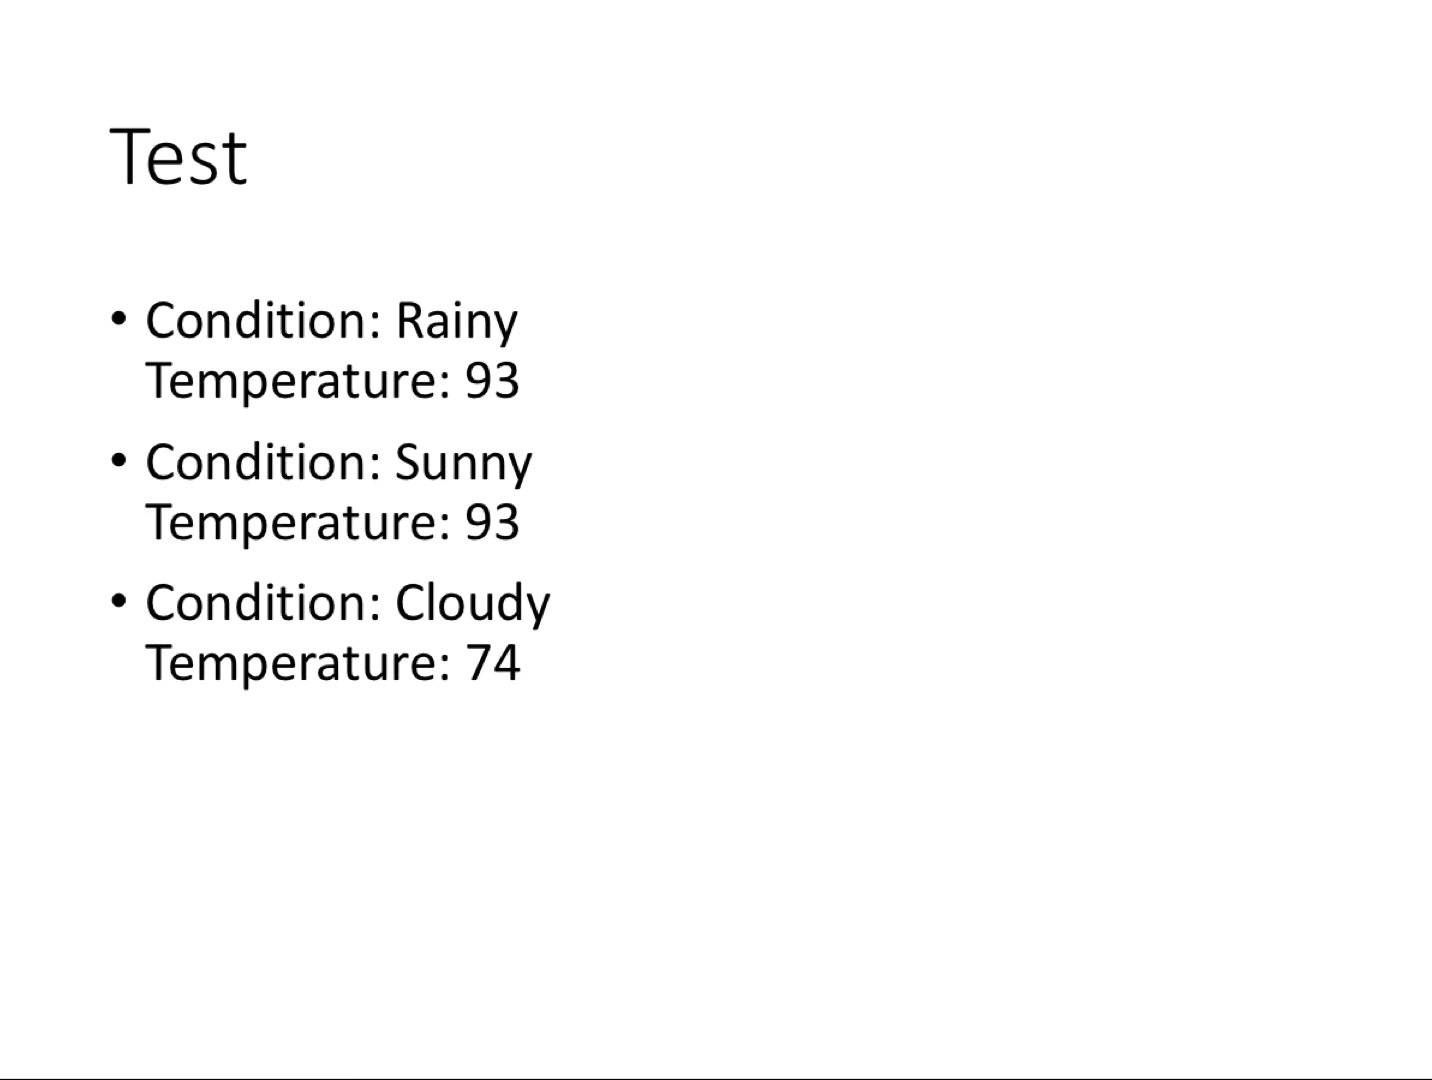 Test
• Condition: Rainy
Temperature: 93
• Condition: Sunny
Temperature: 93
• Condition: Cloudy
Temperature: 74